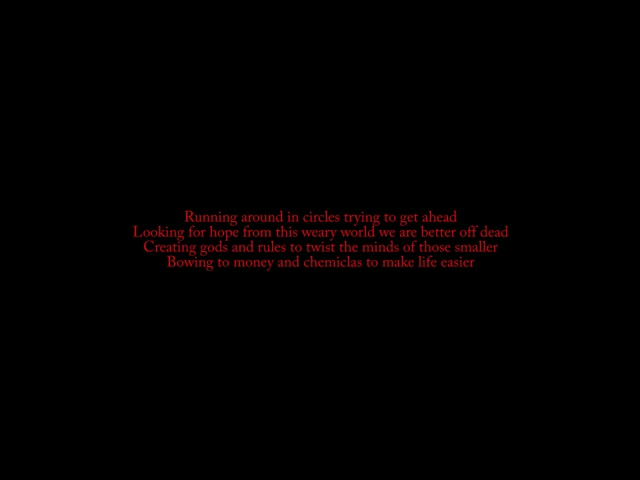 Running around in circles trying to get ahead
Looking for hope from this weary world we are better off dead
Creating gods and rules to twist the minds of those smaller
Bowing to money and chemiclas to make life easier